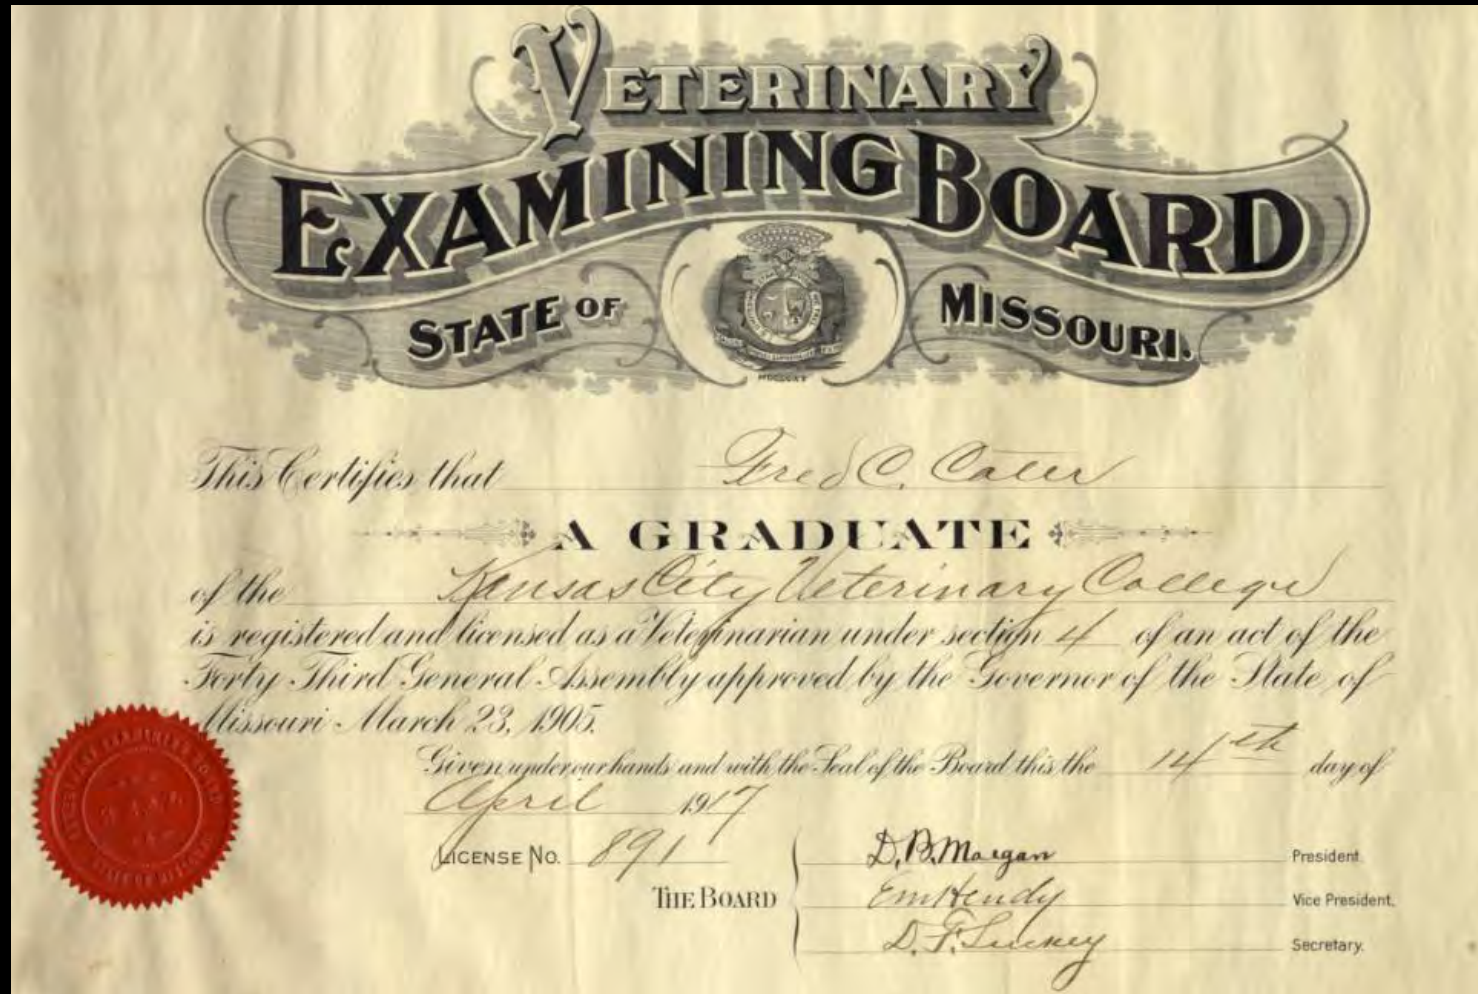 VETERINARY
EXAMINING BOARD
STATE OF MISSOURI.
This Certifies that Fred C. Cater
A GRADUATE
of the Kansas City Veterinary College
is registered and licensed as a Veterinarian under section 4 of an act of the
Forty Third General Assembly approved by the Governor of the State of
Missouri March 23, 1905.
Given under our hands and with the Seal of the Board this the 14th day of
April 1917
LICENSE NO. 891
D. B. Morgan President.
THE BOARD Em Hendy Vice President.
D. F. Luckey Secretary.